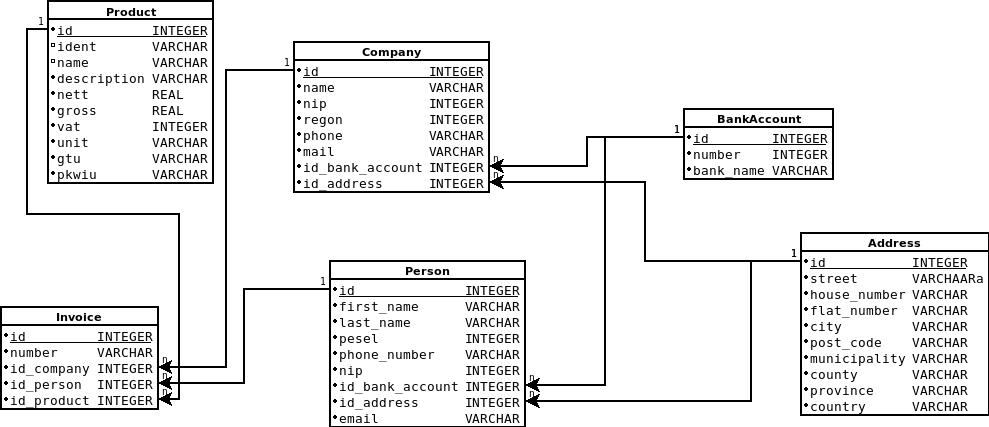 Product
id INTEGER
ident VARCHAR
name VARCHAR
description VARCHAR
nett REAL
gross REAL
vat INTEGER
unit VARCHAR
gtu VARCHAR
pkwiu VARCHAR
1
Company
id INTEGER
name VARCHAR
nip INTEGER
regon INTEGER
phone VARCHAR
mail VARCHAR
id_bank_account INTEGER
id_address INTEGER
1
n
n
BankAccount
id INTEGER
number INTEGER
bank_name VARCHAR
1
Address
id INTEGER
street VARCHAARa
house_number VARCHAR
flat_number VARCHAR
city VARCHAR
post_code VARCHAR
municipality VARCHAR
county VARCHAR
province VARCHAR
country VARCHAR
1
Person
id INTEGER
first_name VARCHAR
last_name VARCHAR
pesel INTEGER
phone_number VARCHAR
nip INTEGER
id_bank_account INTEGER
id_address INTEGER
email VARCHAR
1
n
n
Invoice
id INTEGER
number VARCHAR
id_company INTEGER
id_person INTEGER
id_product INTEGER
n
n
n